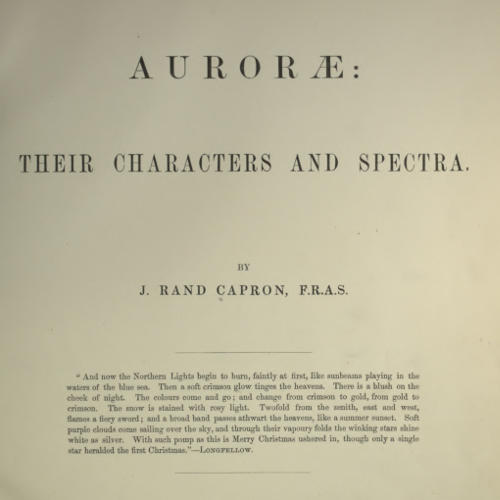 AURORÆ:
THEIR CHARACTERS AND SPECTRA.
BY
J. RAND CAPRON, F.R.A.S.
"And now the Northern Lights begin to burn, faintly at first, like sunbeams playing in the
waters of the blue sea. Then a soft crimson glow tinges the heavens. There is a blush on the
cheek of night. The colours come and go; and change from crimson to gold, from gold to
crimson. The snow is stained with rosy light. Twofold from the zenith, east and west,
flames a fiery sword; and a broad band passes athwart the heavens, like a summer sunset. Soft
purple clouds come sailing over the sky, and through their vapoury folds the winking stars shine
white as silver. With such pomp as this is Merry Christmas ushered in, though only a single
star heralded the first Christmas."—LONGFELLOW.